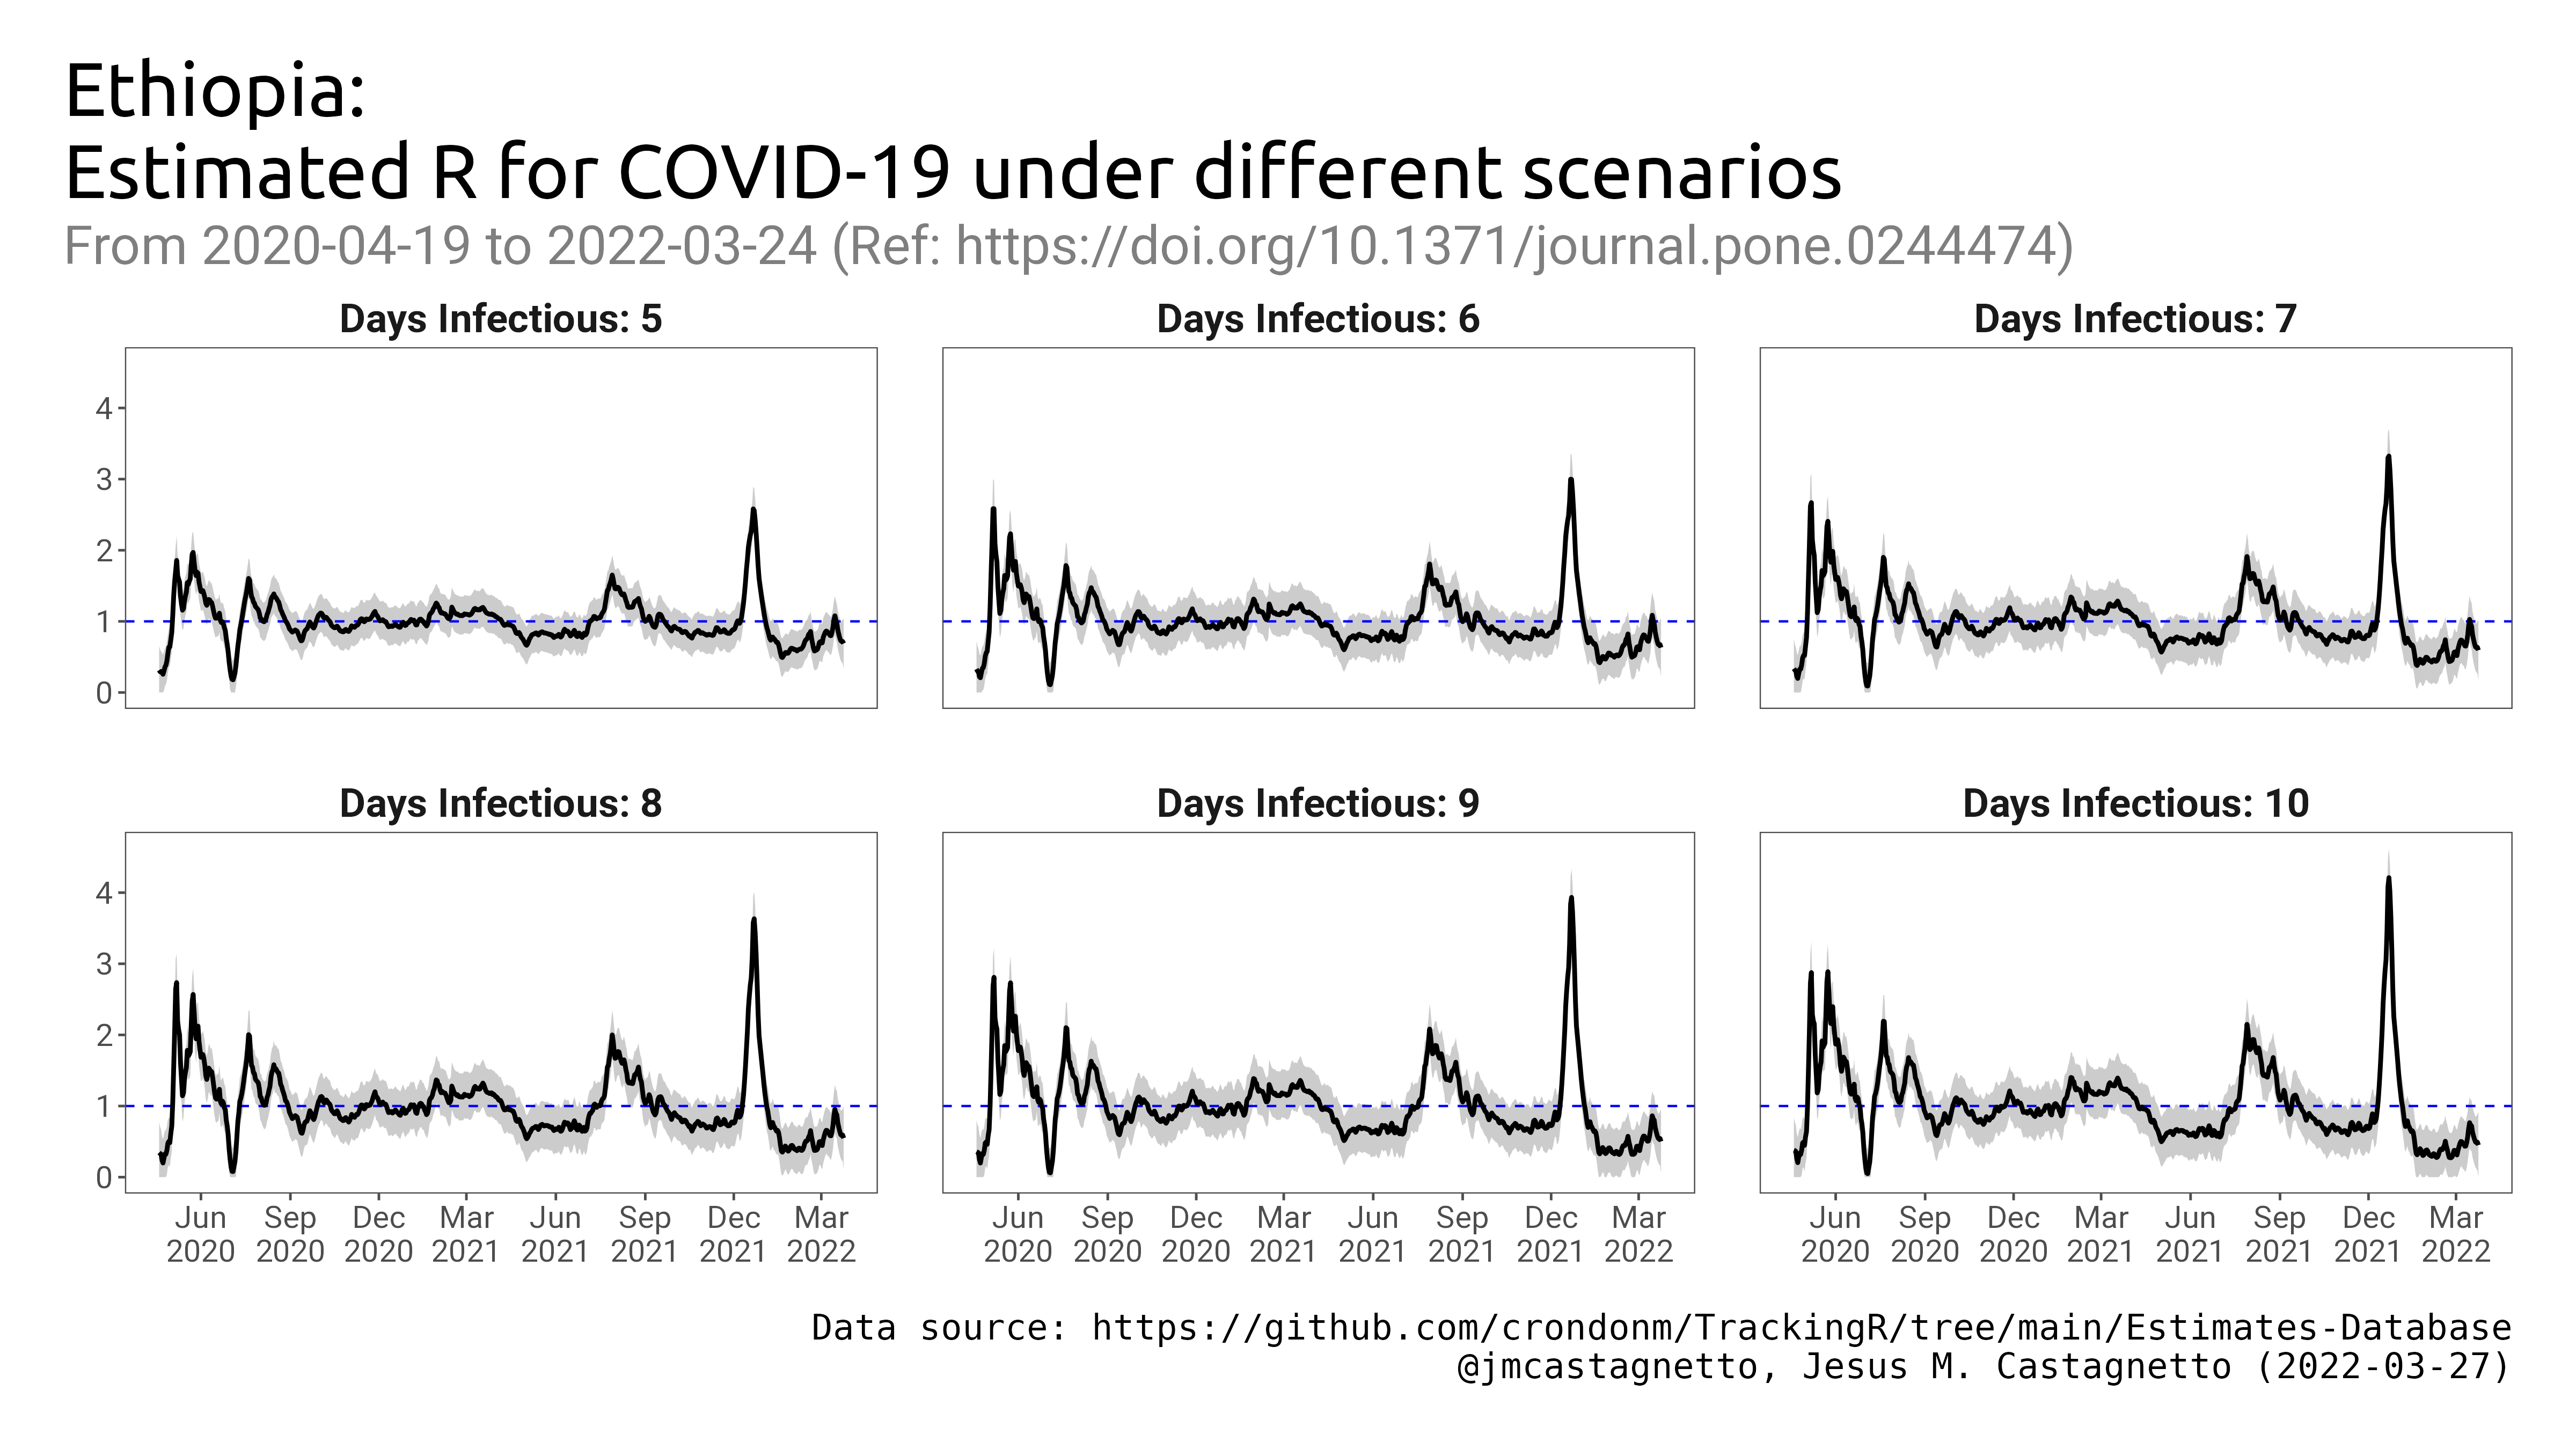 Ethiopia:
Estimated R for COVID-19 under different scenarios
From 2020-04-19 to 2022-03-24 (Ref: https://doi.org/10.1371/journal.pone.0244474)
Days Infectious: 5
Days Infectious: 6
Days Infectious: 7
4
3
2
1
0
Days Infectious: 8
Days Infectious: 9
Days Infectious: 10
4
3
2
1
0
Jun Sep Dec Mar Jun Sep Dec Mar
2020 2020 2020 2021 2021 2021 2021 2022
Jun Sep Dec Mar Jun Sep Dec Mar
2020 2020 2020 2021 2021 2021 2021 2022
Jun Sep Dec Mar Jun Sep Dec Mar
2020 2020 2020 2021 2021 2021 2021 2022
Data source: https://github.com/crondonm/TrackingR/tree/main/Estimates-Database
@jmcastagnetto, Jesus M. Castagnetto (2022-03-27)